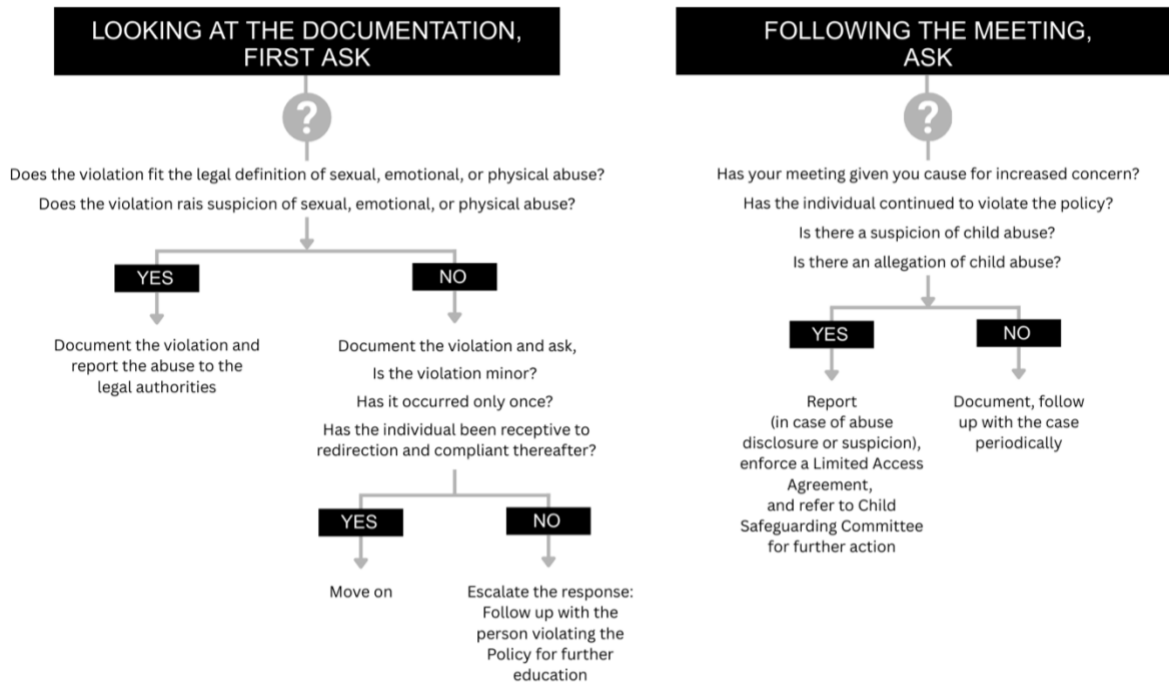 LOOKING AT THE DOCUMENTATION,
FIRST ASK
?
Does the violation fit the legal definition of sexual, emotional, or physical abuse?
Does the violation rais suspicion of sexual, emotional, or physical abuse?
YES
NO
Document the violation and
report the abuse to the
legal authorities
Document the violation and ask,
Is the violation minor?
Has it occurred only once?
Has the individual been receptive to
redirection and compliant thereafter?
YES
NO
Move on
Escalate the response:
Follow up with the
person violating the
Policy for further
education
FOLLOWING THE MEETING,
ASK
?
Has your meeting given you cause for increased concern?
Has the individual continued to violate the policy?
Is there a suspicion of child abuse?
Is there an allegation of child abuse?
YES
NO
Report
(in case of abuse
disclosure or suspicion),
enforce a Limited Access
Agreement,
and refer to Child
Safeguarding Committee
for further action
Document, follow
up with the case
periodically